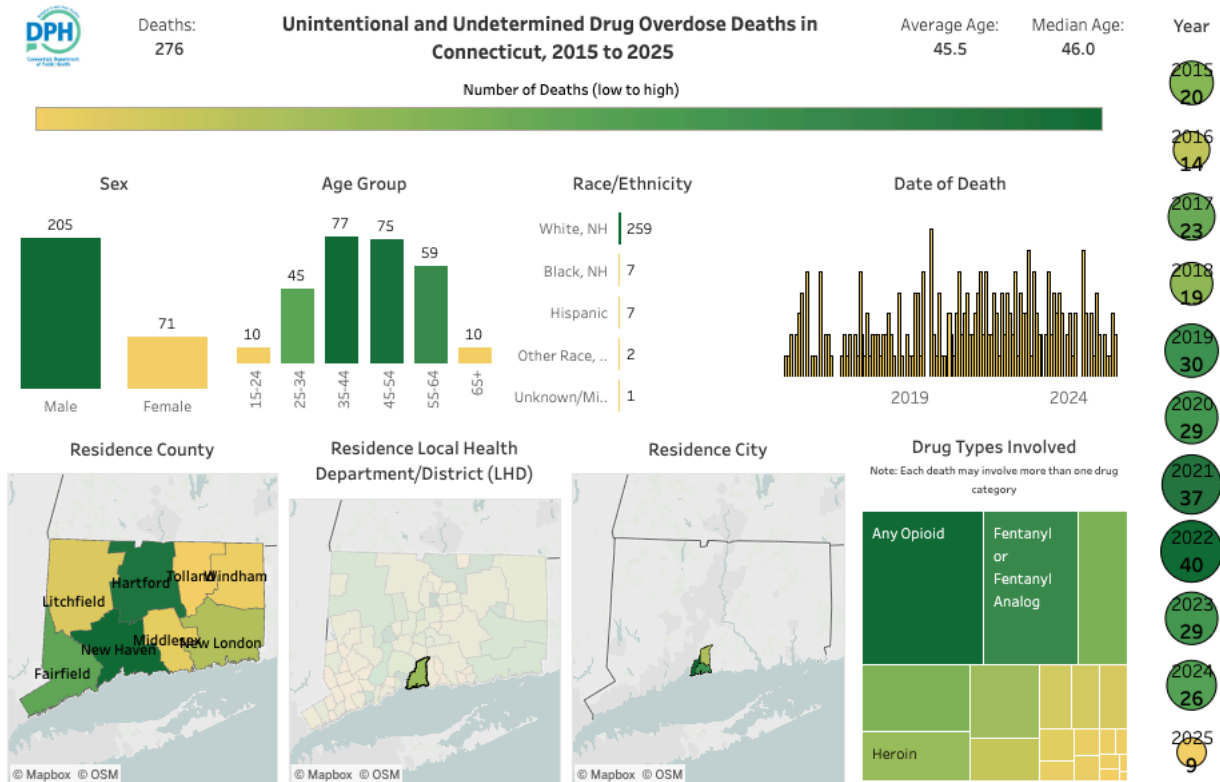 DPH
Connecticut Department
of Public Health
Deaths:
276
Unintentional and Undetermined Drug Overdose Deaths in
Connecticut, 2015 to 2025
Average Age:
45.5
Median Age:
46.0
Number of Deaths (low to high)
Sex
205
71
Male
Female
Age Group
10
45
77
75
59
10
15-24
25-34
35-44
45-54
55-64
65+
Race/Ethnicity
White, NH 259
Black, NH 7
Hispanic 7
Other Race, .. 2
Unknown/Mi.. 1
Date of Death
2019
2024
Residence County
Litchfield
Hartford
Tolland
Windham
New Haven
Middlesex
New London
Fairfield
© Mapbox © OSM
Residence Local Health
Department/District (LHD)
© Mapbox © OSM
Residence City
© Mapbox © OSM
Drug Types Involved
Note: Each death may involve more than one drug
category
Any Opioid
Fentanyl
or
Fentanyl
Analog
Heroin
Year
2015
20
2016
14
2017
23
2018
19
2019
30
2020
29
2021
37
2022
40
2023
29
2024
26
2025
9